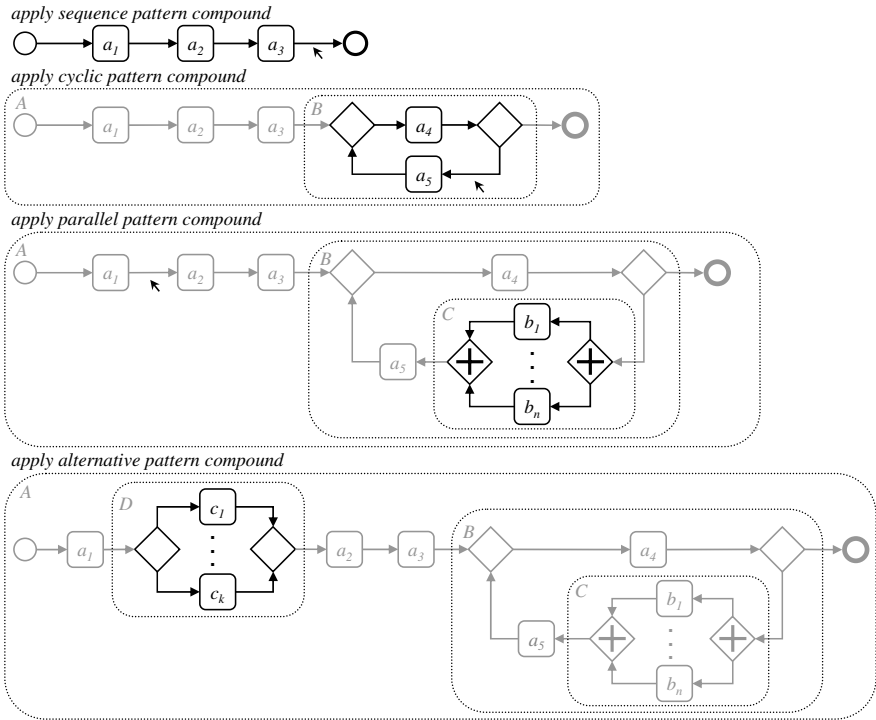 apply sequence pattern compound
a1 a2 a3
apply cyclic pattern compound
A B
a1 a2 a3 a4
a5
apply parallel pattern compound
A B
a1 a2 a3 a4
C b1
a5
bn
apply alternative pattern compound
A D c1 B
a1 a2 a3 a4
ck C b1
a5
bn